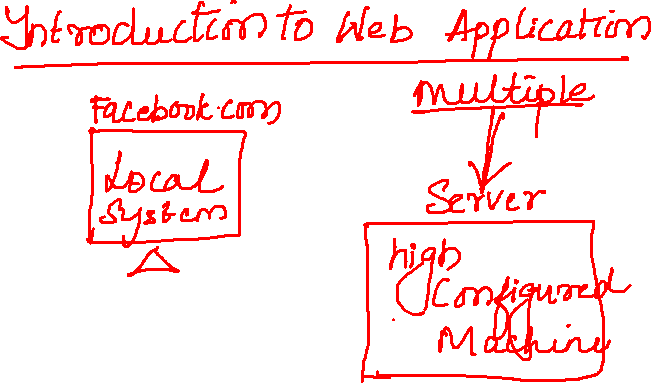 Introduction to Web Application
Facebook.com
Local
System
Multiple
Server
high
Configured
Machine